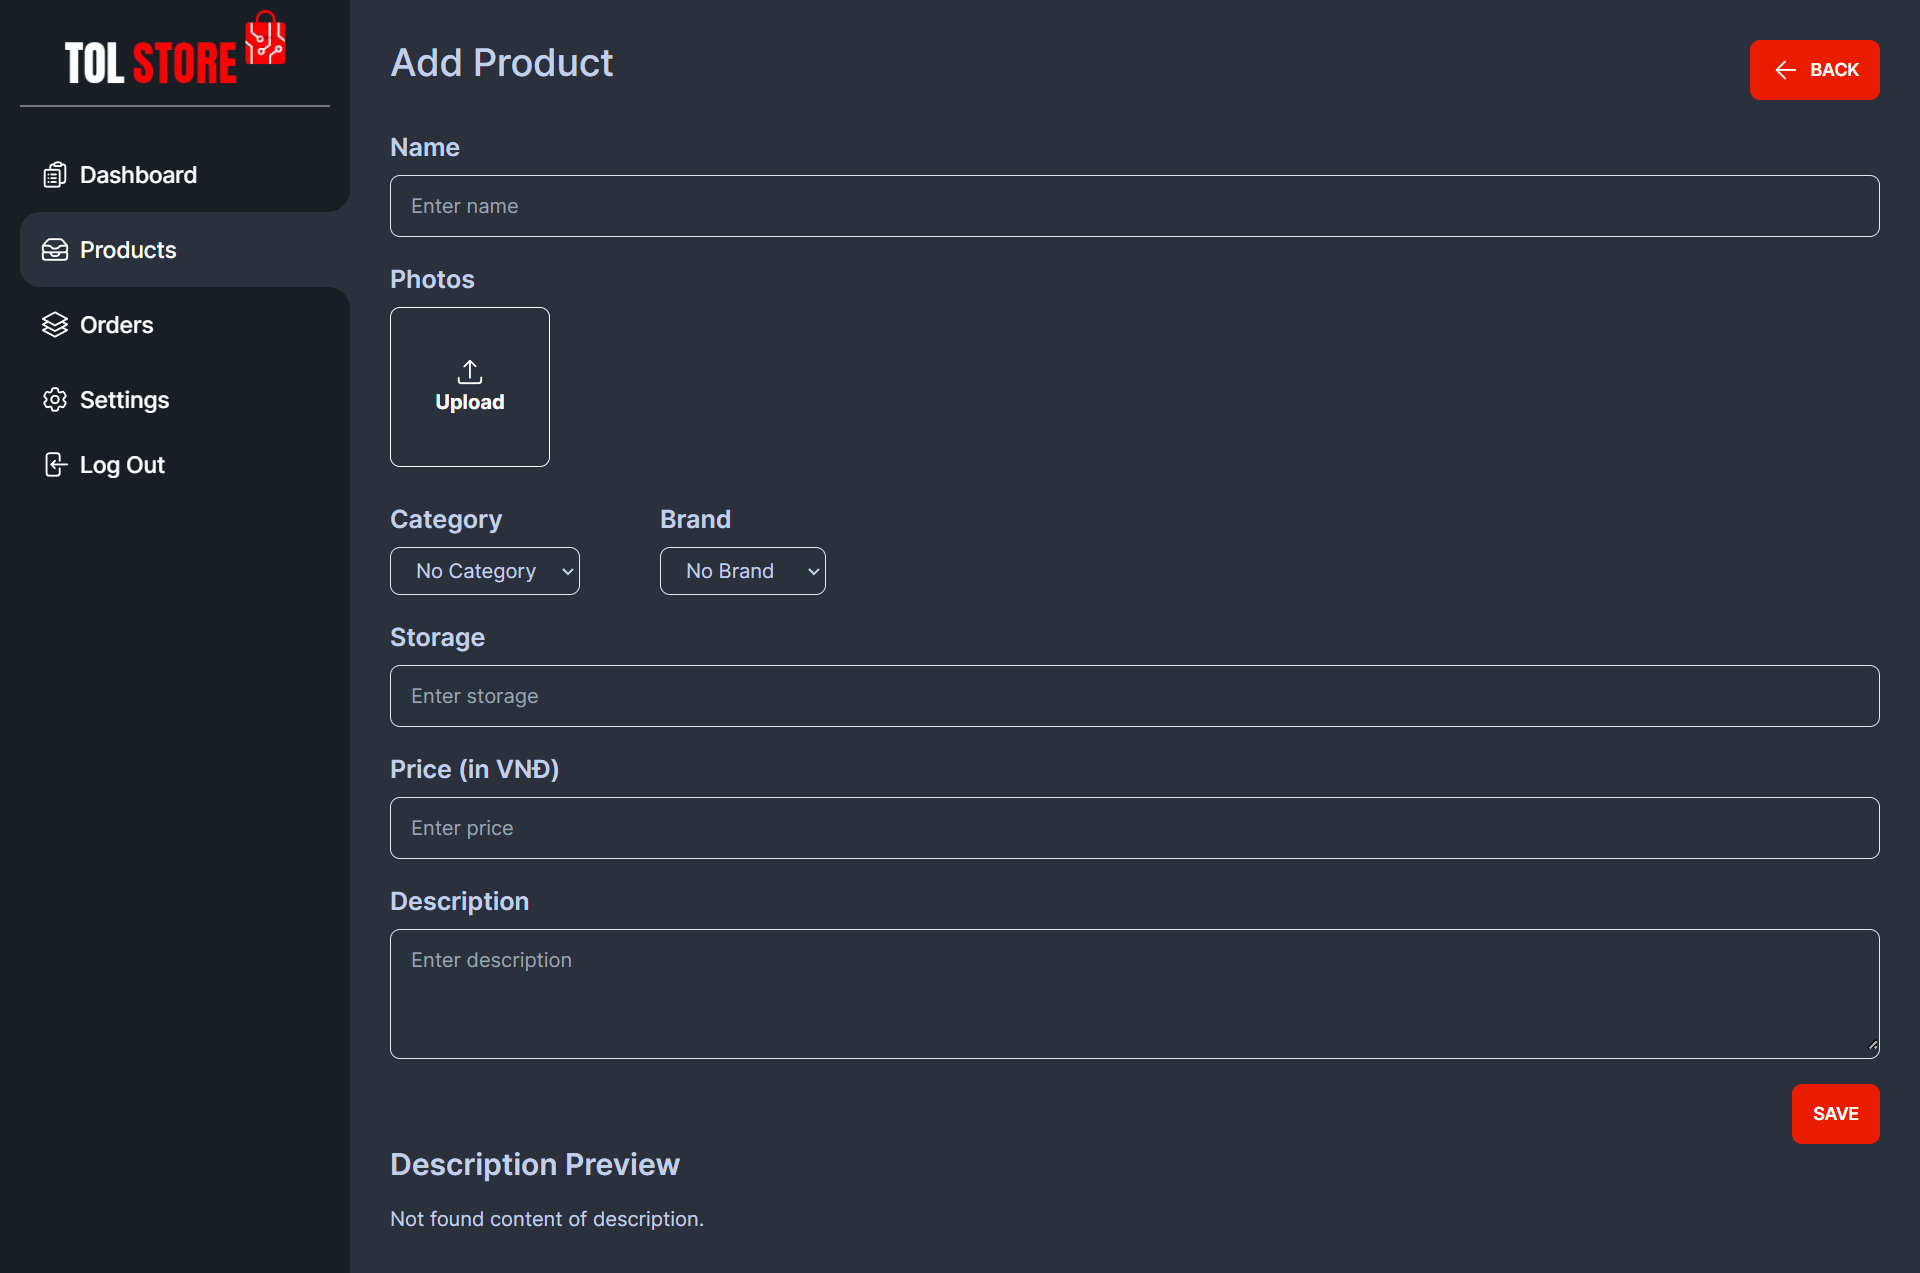 TOL STORE
Dashboard
Products
Orders
Settings
Log Out
Add Product
BACK
Name
Enter name
Photos
Upload
Category
Brand
No Category
No Brand
Storage
Enter storage
Price (in VNĐ)
Enter price
Description
Enter description
SAVE
Description Preview
Not found content of description.